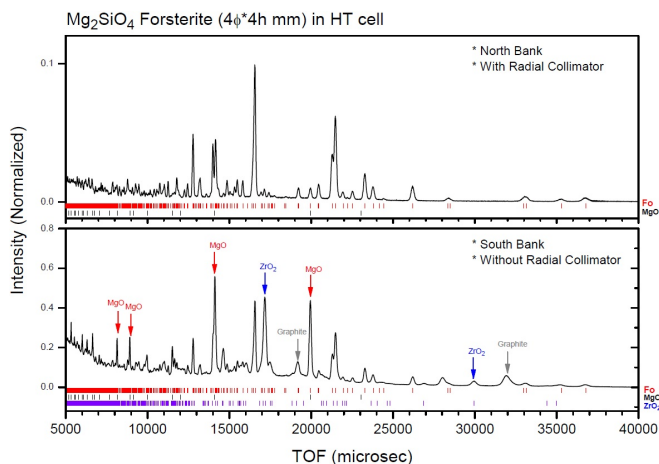 Mg₂SiO₄ Forsterite (4ϕ*4h mm) in HT cell
0.1
* North Bank
* With Radial Collimator
0.0
Fo
MgO
Intensity (Normalized)
0.8
* South Bank
* Without Radial Collimator
0.6
MgO
ZrO₂
MgO
0.4
MgO
MgO
Graphite
0.2
ZrO₂
Graphite
0.0
Fo
MgO
ZrO₂
5000 10000 15000 20000 25000 30000 35000 40000
TOF (microsec)